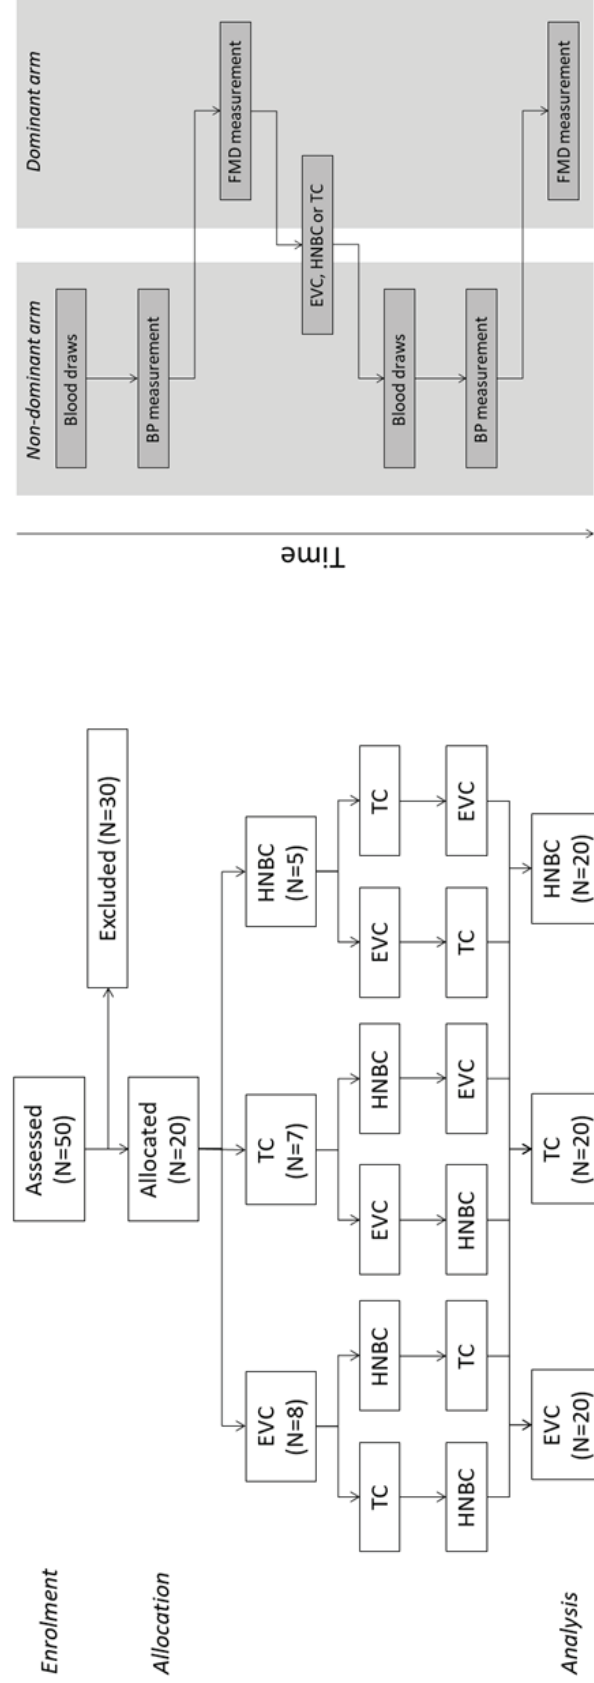 Enrolment
Assessed
(N=50)
Excluded (N=30)
Allocation
Allocated
(N=20)
EVC
(N=8)
TC
(N=7)
HNBC
(N=5)
TC
HNBC
EVC
HNBC
EVC
TC
HNBC
TC
HNBC
EVC
TC
EVC
Analysis
EVC
(N=20)
TC
(N=20)
HNBC
(N=20)
Time
Non-dominant arm
Dominant arm
Blood draws
BP measurement
FMD measurement
EVC, HNBC or TC
Blood draws
BP measurement
FMD measurement